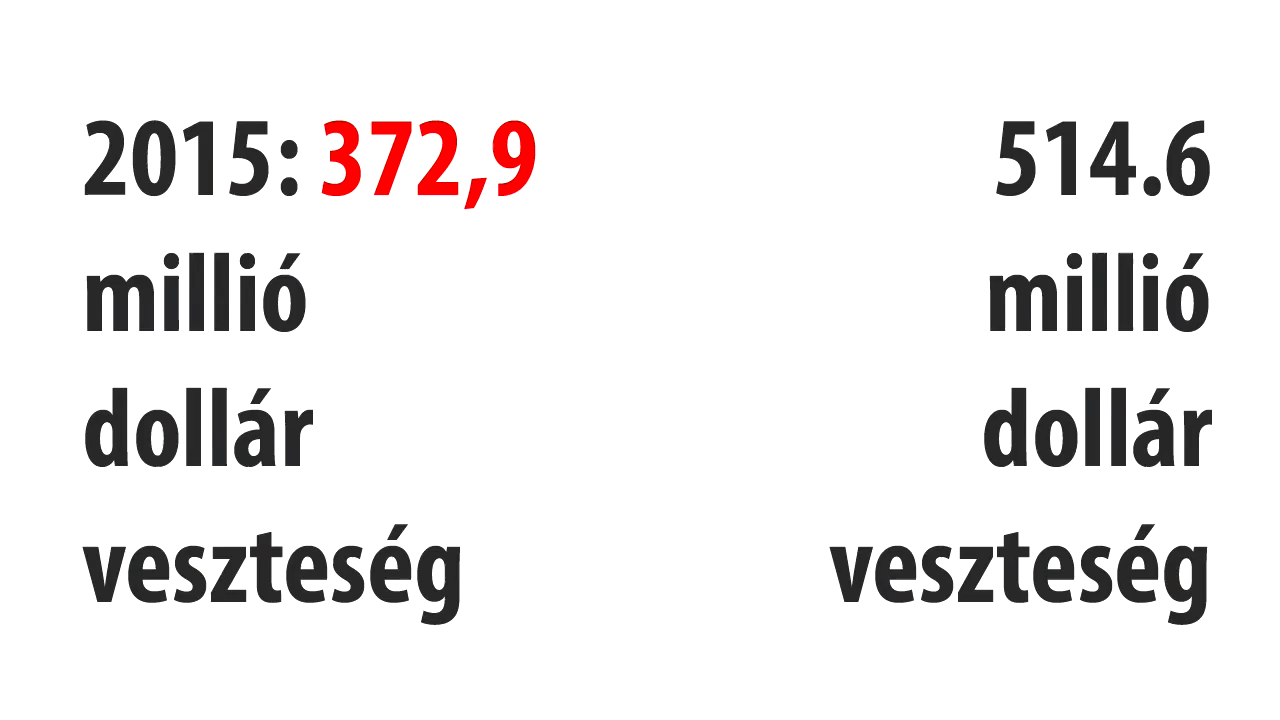 2015: 372,9
millió
dollár
veszteség
514.6
millió
dollár
veszteség